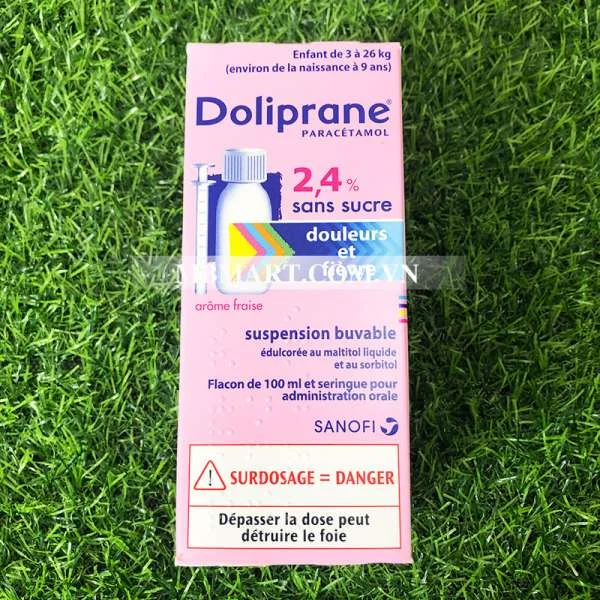 Enfant de 3 à 26 kg
(environ de la naissance à 9 ans)
Doliprane®
PARACÉTAMOL
2,4%
sans sucre
douleurs
et
fièvre
arôme fraise
suspension buvable
édulcorée au maltitol liquide
et au sorbitol
Flacon de 100 ml et seringue pour
administration orale
SANOFI
! SURDOSAGE = DANGER
Dépasser la dose peut
détruire le foie